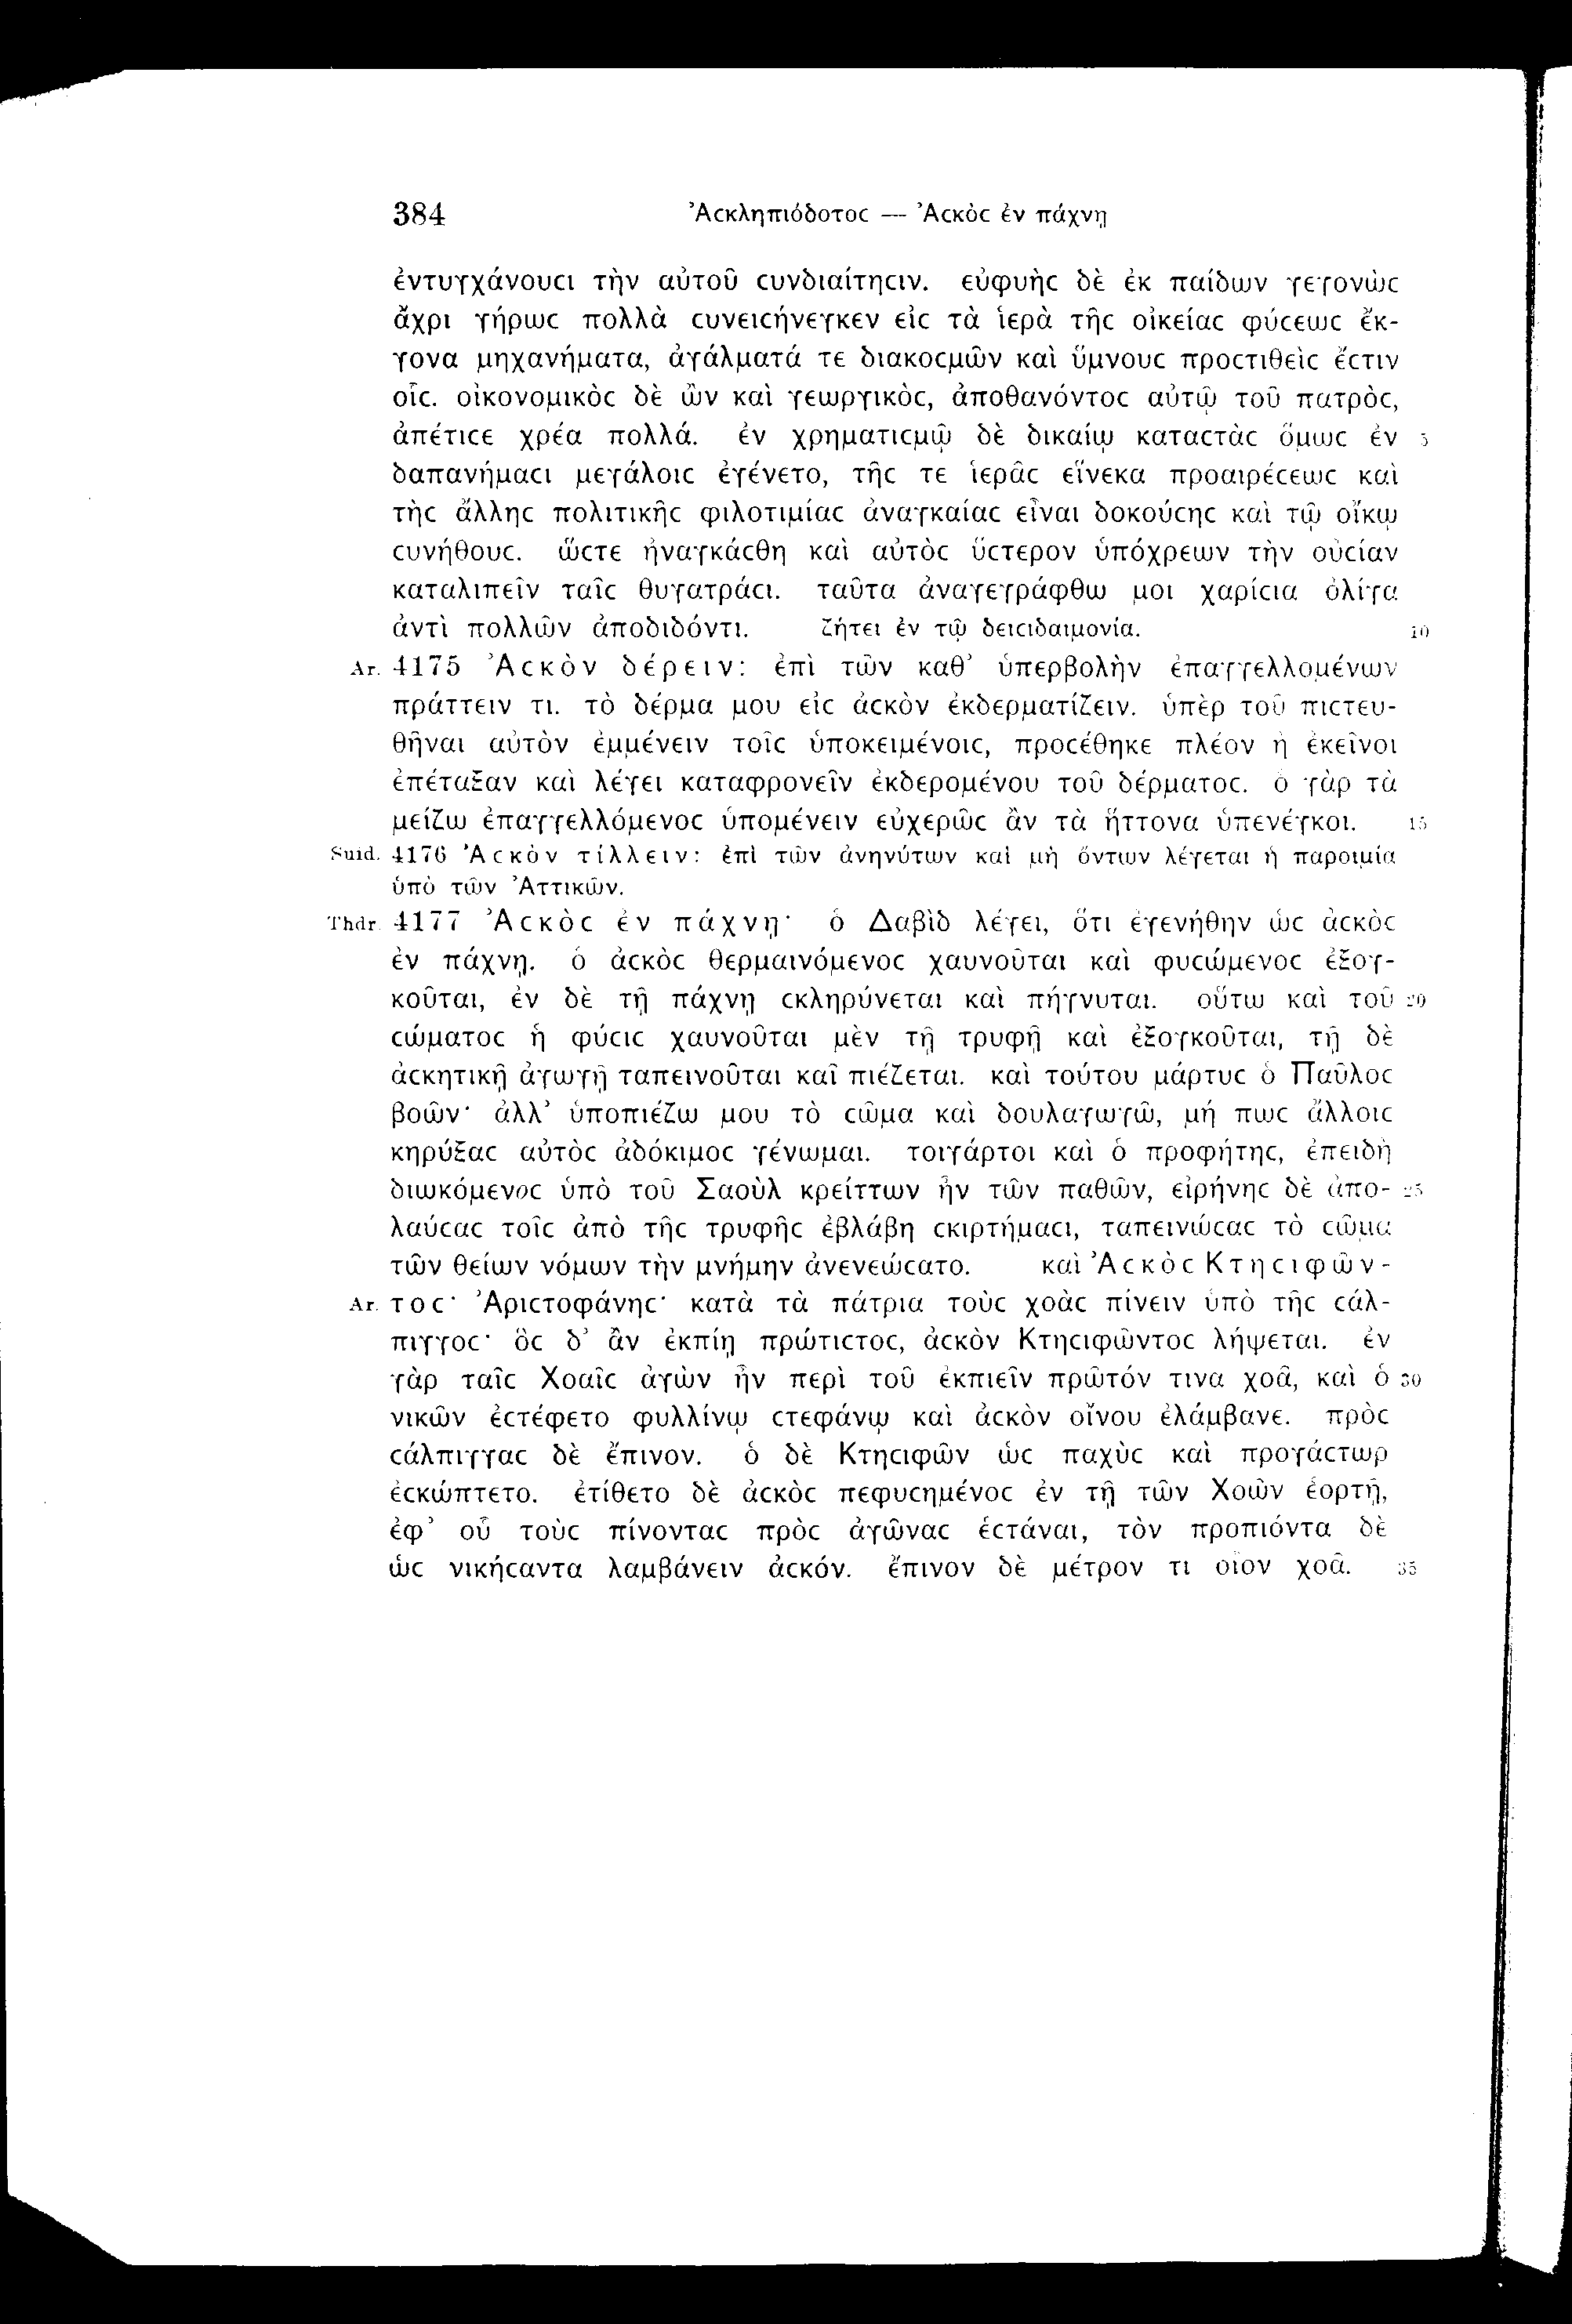 384 Ἀϲκληπιόδοτοϲ — Ἀϲκὸϲ ἐν πάχνῃ
ἐντυγχάνουϲι τὴν αὐτοῦ ϲυνδιαίτηϲιν. εὐφυὴϲ δὲ ἐκ παίδων γεγονὼϲ
ἄχρι γήρωϲ πολλὰ ϲυνειϲήνεγκεν εἰϲ τὰ ἱερὰ τῆϲ οἰκείαϲ φύϲεωϲ ἔκ-
γονα μηχανήματα, ἀγάλματά τε διακοϲμῶν καὶ ὕμνουϲ προϲτιθεὶϲ ἔϲτιν
οἷϲ. οἰκονομικὸϲ δὲ ὢν καὶ γεωργικὸϲ, ἀποθανόντοϲ αὐτῷ τοῦ πατρὸϲ,
ἀπέτιϲε χρέα πολλά. ἐν χρηματιϲμῷ δὲ δικαίῳ καταϲτὰϲ ὅμωϲ ἐν 5
δαπανήμαϲι μεγάλοιϲ ἐγένετο, τῆϲ τε ἱερᾶϲ εἵνεκα προαιρέϲεωϲ καὶ
τὴϲ ἄλληϲ πολιτικῆϲ φιλοτιμίαϲ ἀναγκαίαϲ εἶναι δοκούϲηϲ καὶ τῷ οἴκῳ
ϲυνήθουϲ. ὥϲτε ἠναγκάϲθη καὶ αὐτὸϲ ὕϲτερον ὑπόχρεων τὴν οὐϲίαν
καταλιπεῖν ταῖϲ θυγατράϲι. ταῦτα ἀναγεγράφθω μοι χαρίϲια ὀλίγα
ἀντὶ πολλῶν ἀποδιδόντι. ζήτει ἐν τῷ δειϲιδαιμονία. 10
Ar. 4175 Ἀϲκὸν δέρειν: ἐπὶ τῶν καθ’ ὑπερβολὴν ἐπαγγελλομένων
πράττειν τι. τὸ δέρμα μου εἰϲ ἀϲκὸν ἐκδερματίζειν. ὑπὲρ τοῦ πιϲτευ-
θῆναι αὐτὸν ἐμμένειν τοῖϲ ὑποκειμένοιϲ, προϲέθηκε πλέον ἢ ἐκεῖνοι
ἐπέταξαν καὶ λέγει καταφρονεῖν ἐκδερομένου τοῦ δέρματοϲ. ὁ γὰρ τὰ
μείζω ἐπαγγελλόμενοϲ ὑπομένειν εὐχερῶϲ ἂν τὰ ἥττονα ὑπενέγκοι. 15
Suid. 4176 Ἀϲκὸν τίλλειν: ἐπὶ τῶν ἀνηνύτων καὶ μὴ ὄντων λέγεται ἡ παροιμία
ὑπὸ τῶν Ἀττικῶν.
Thdr. 4177 Ἀϲκὸϲ ἐν πάχνῃ· ὁ Δαβὶδ λέγει, ὅτι ἐγενήθην ὡϲ ἀϲκὸϲ
ἐν πάχνῃ. ὁ ἀϲκὸϲ θερμαινόμενοϲ χαυνοῦται καὶ φυϲώμενοϲ ἐξογ-
κοῦται, ἐν δὲ τῇ πάχνῃ ϲκληρύνεται καὶ πήγνυται. οὕτω καὶ τοῦ 20
ϲώματοϲ ἡ φύϲιϲ χαυνοῦται μὲν τῇ τρυφῇ καὶ ἐξογκοῦται, τῇ δὲ
ἀϲκητικῇ ἀγωγῇ ταπεινοῦται καῖ πιέζεται. καὶ τούτου μάρτυϲ ὁ Παῦλοϲ
βοῶν· ἀλλ’ ὑποπιέζω μου τὸ ϲῶμα καὶ δουλαγωγῶ, μή πωϲ ἄλλοιϲ
κηρύξαϲ αὐτὸϲ ἀδόκιμοϲ γένωμαι. τοιγάρτοι καὶ ὁ προφήτηϲ, ἐπειδὴ
διωκόμενοϲ ὑπὸ τοῦ Σαοὺλ κρείττων ἦν τῶν παθῶν, εἰρήνηϲ δὲ ἀπο- 25
λαύϲαϲ τοῖϲ ἀπὸ τῆϲ τρυφῆϲ ἐβλάβη ϲκιρτήμαϲι, ταπεινώϲαϲ τὸ ϲῶμα
τῶν θείων νόμων τὴν μνήμην ἀνενεώϲατο. καὶ Ἀϲκὸϲ Κτηϲιφῶν-
Ar. τοϲ· Ἀριϲτοφάνηϲ· κατὰ τὰ πάτρια τοὺϲ χοὰϲ πίνειν ὑπὸ τῆϲ ϲάλ-
πιγγοϲ· ὃϲ δ’ ἂν ἐκπίῃ πρώτιϲτοϲ, ἀϲκὸν Κτηϲιφῶντοϲ λήψεται. ἐν
γὰρ ταῖϲ Χοαῖϲ ἀγὼν ἦν περὶ τοῦ ἐκπιεῖν πρῶτόν τινα χοᾶ, καὶ ὁ 30
νικῶν ἐϲτέφετο φυλλίνῳ ϲτεφάνῳ καὶ ἀϲκὸν οἴνου ἐλάμβανε. πρὸϲ
ϲάλπιγγαϲ δὲ ἔπινον. ὁ δὲ Κτηϲιφῶν ὡϲ παχὺϲ καὶ προγάϲτωρ
ἐϲκώπτετο. ἐτίθετο δὲ ἀϲκὸϲ πεφυϲημένοϲ ἐν τῇ τῶν Χοῶν ἑορτῇ,
ἐφ’ οὗ τοὺϲ πίνονταϲ πρὸϲ ἀγῶναϲ ἑϲτάναι, τὸν προπιόντα δὲ
ὡϲ νικήϲαντα λαμβάνειν ἀϲκόν. ἔπινον δὲ μέτρον τι οἷον χοᾶ. 35